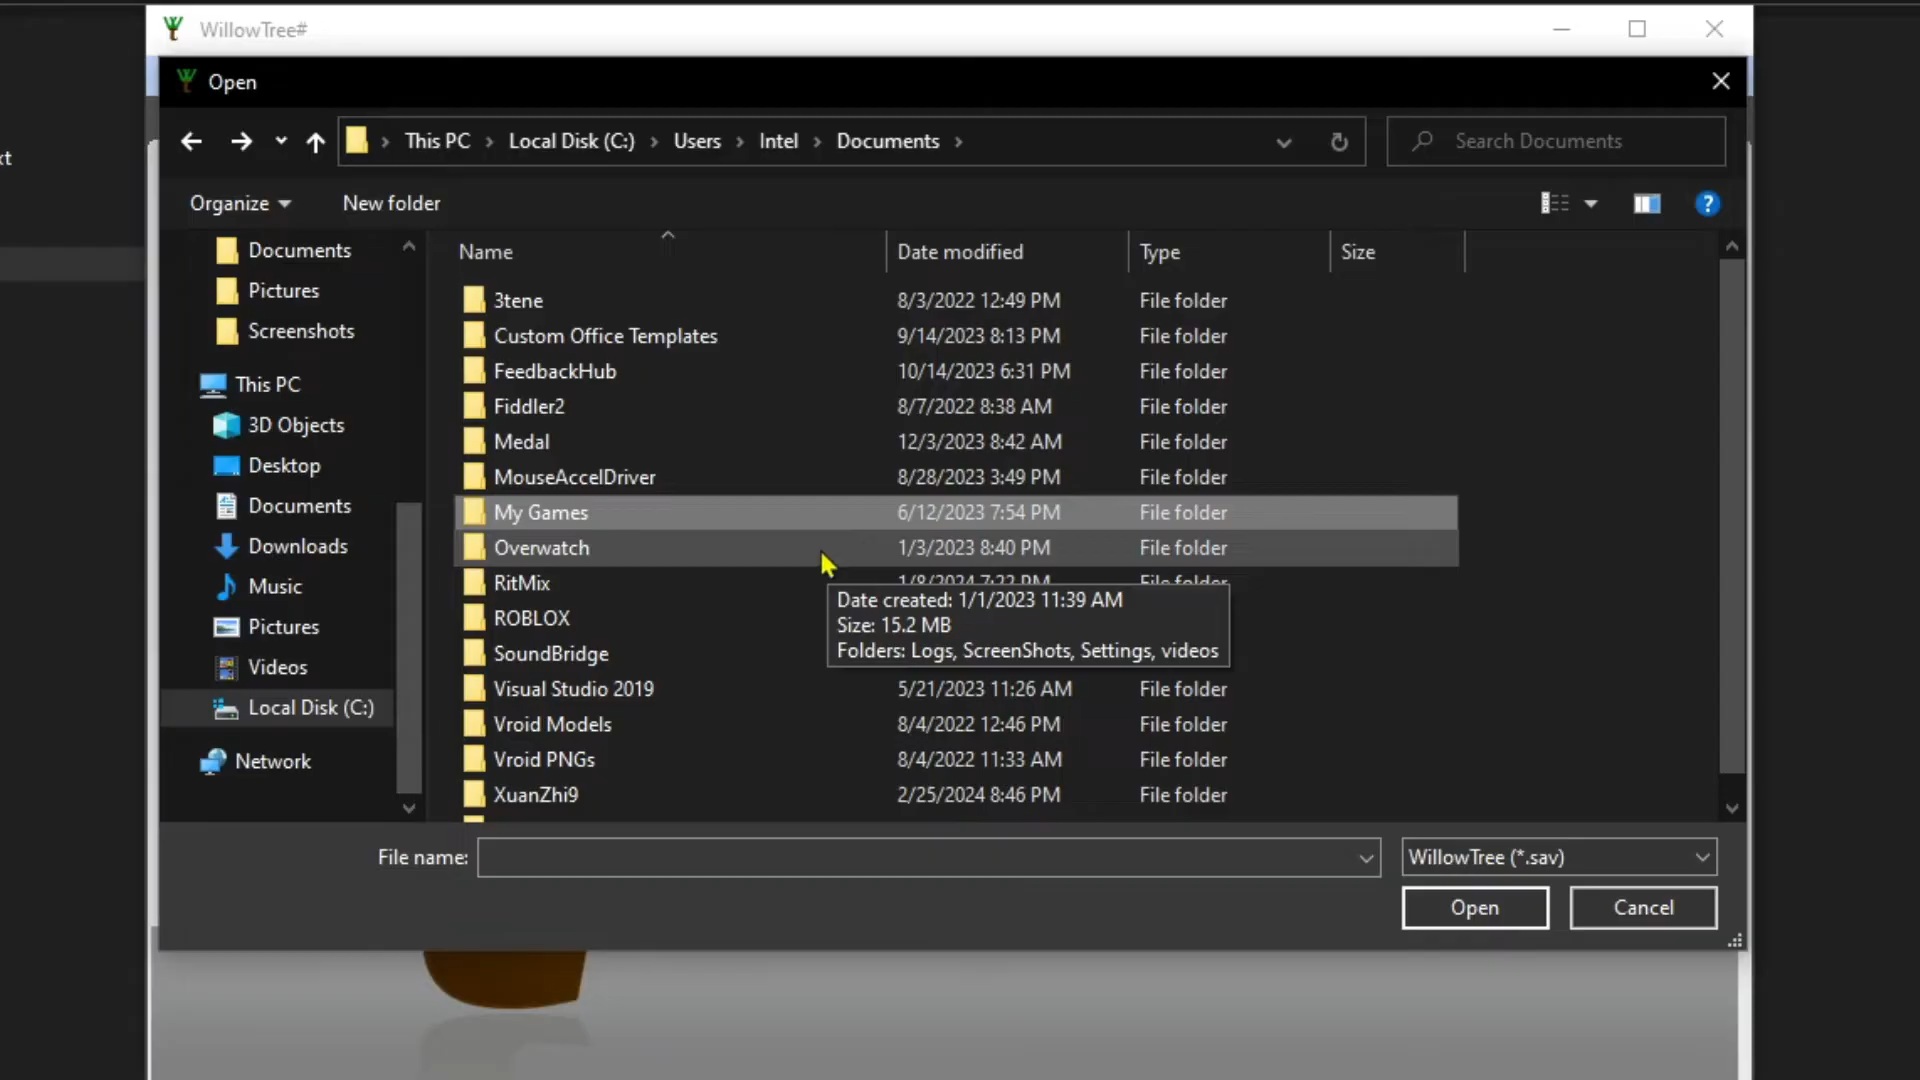 WillowTree#
Open
xt
This PC Local Disk (C:) Users Intel Documents
Search Documents
Organize New folder
?
Documents
Pictures
Screenshots
This PC
3D Objects
Desktop
Documents
Downloads
Music
Pictures
Videos
Local Disk (C:)
Network
Name Date modified Type Size
3tene 8/3/2022 12:49 PM File folder
Custom Office Templates 9/14/2023 8:13 PM File folder
FeedbackHub 10/14/2023 6:31 PM File folder
Fiddler2 8/7/2022 8:38 AM File folder
Medal 12/3/2023 8:42 AM File folder
MouseAccelDriver 8/28/2023 3:49 PM File folder
My Games 6/12/2023 7:54 PM File folder
Overwatch 1/3/2023 8:40 PM File folder
RitMix 1/8/2024 7:22 PM File folder
ROBLOX
SoundBridge
Visual Studio 2019 5/21/2023 11:26 AM File folder
Vroid Models 8/4/2022 12:46 PM File folder
Vroid PNGs 8/4/2022 11:33 AM File folder
XuanZhi9 2/25/2024 8:46 PM File folder
Date created: 1/1/2023 11:39 AM
Size: 15.2 MB
Folders: Logs, ScreenShots, Settings, videos
File name: WillowTree (*.sav)
Open Cancel